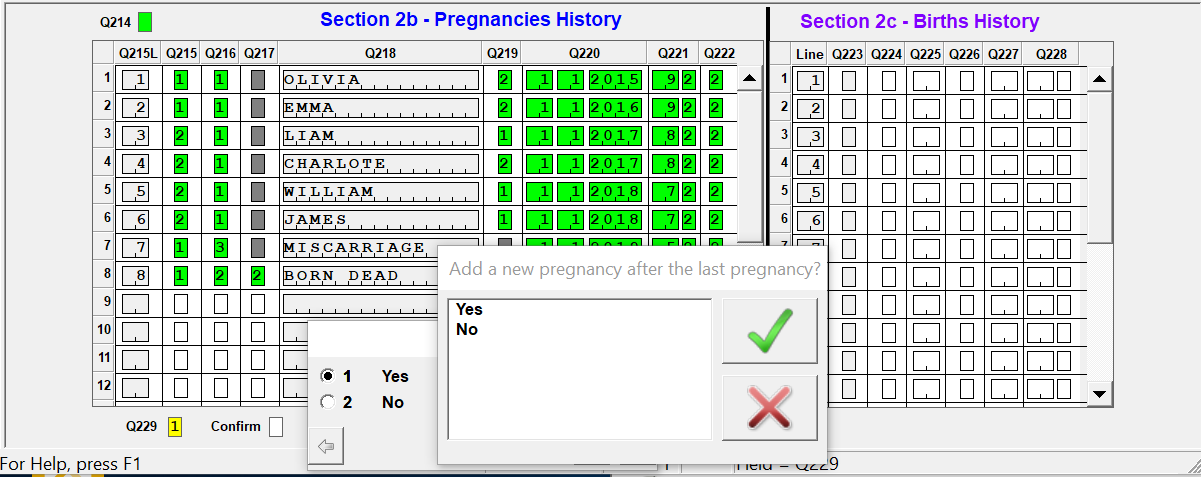 Q214
Section 2b - Pregnancies History
Section 2c - Births History
Q215L Q215 Q216 Q217 Q218 Q219 Q220 Q221 Q222
Line Q223 Q224 Q225 Q226 Q227 Q228
1 1 1 1 OLIVIA 2 1 1 2015 9 2 2
1 1
2 2 1 1 EMMA 2 1 1 2016 9 2 2
2 2
3 3 2 1 LIAM 1 1 1 2017 8 2 2
3 3
4 4 2 1 CHARLOTE 2 1 1 2017 8 2 2
4 4
5 5 2 1 WILLIAM 1 1 1 2018 7 2 2
5 5
6 6 2 1 JAMES 1 1 1 2018 7 2 2
6 6
7 7 1 3 MISCARRIAGE
8 8 1 2 2 BORN DEAD
9
10
11
12
Add a new pregnancy after the last pregnancy?
Yes
No
1 Yes
2 No
Q229 1 Confirm
For Help, press F1
Field = Q229